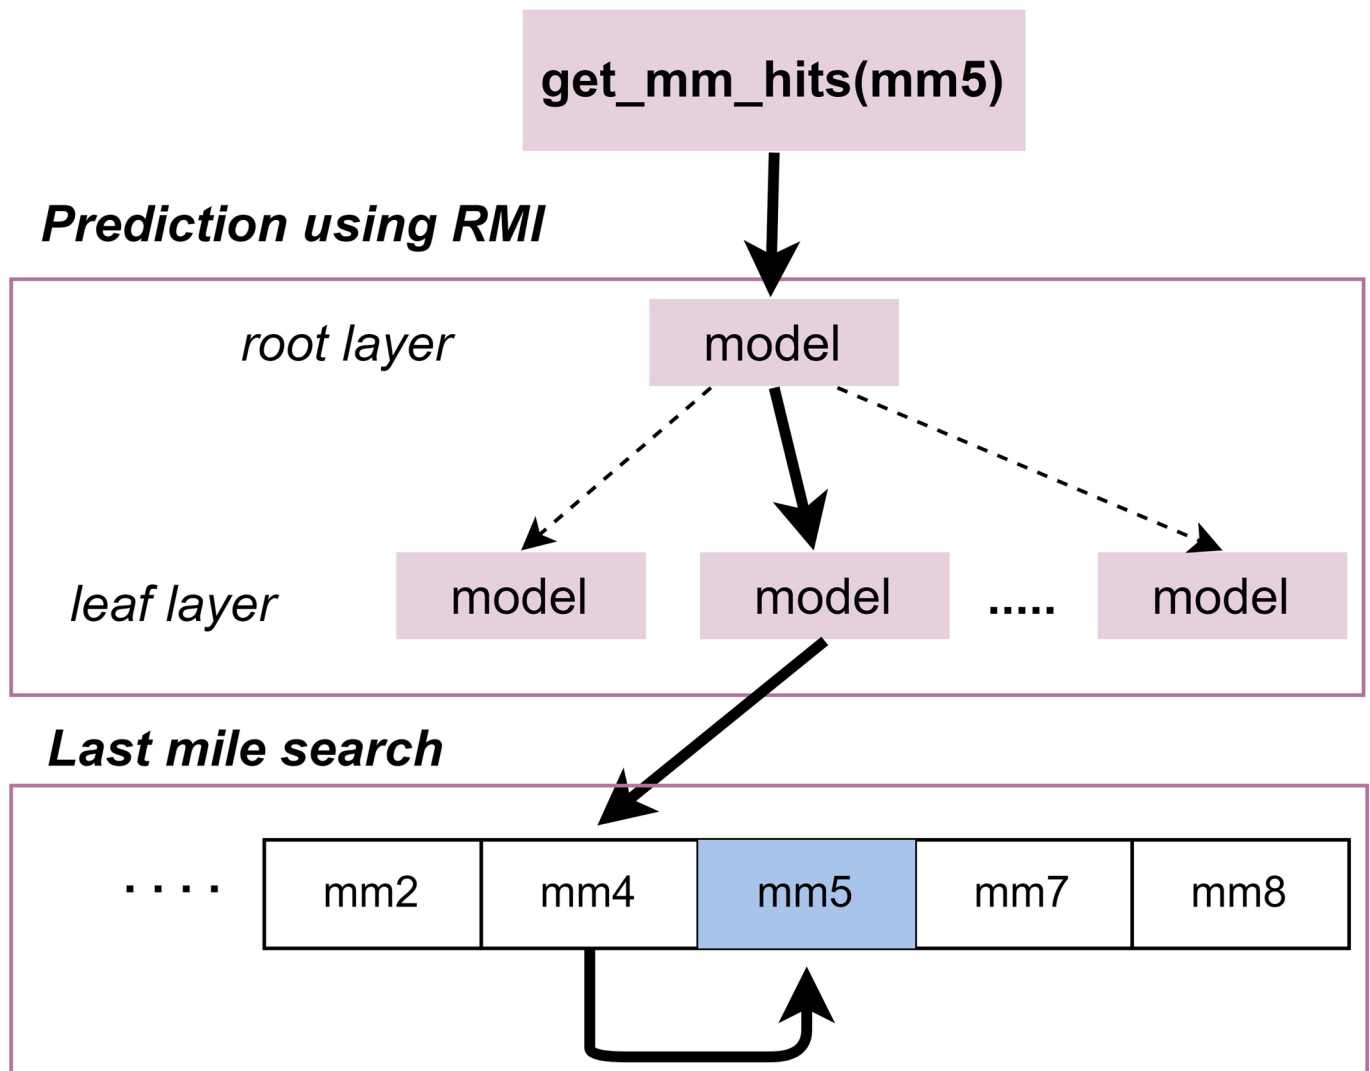 get_mm_hits(mm5)
Prediction using RMI
root layer model
leaf layer model model ..... model
Last mile search
. . . . mm2 mm4 mm5 mm7 mm8